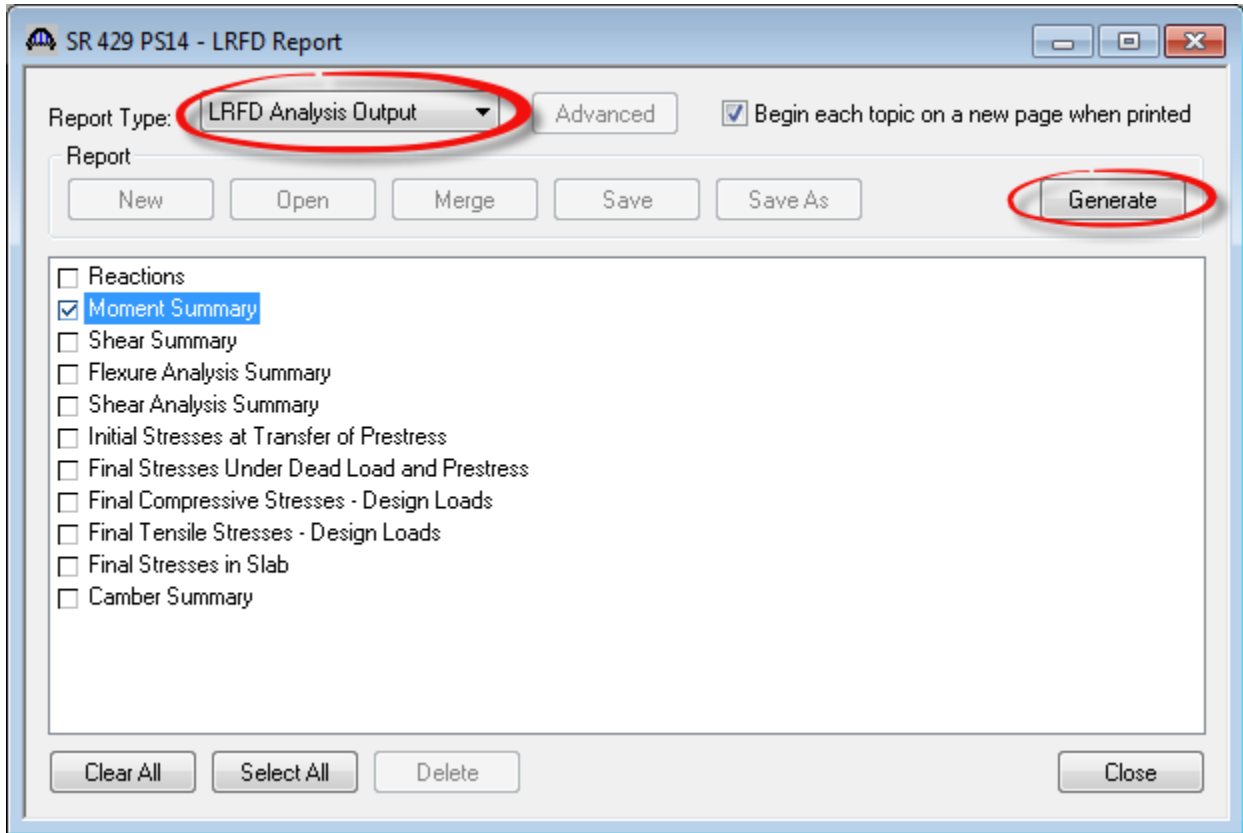 SR 429 PS14 - LRFD Report
Report Type: LRFD Analysis Output Advanced Begin each topic on a new page when printed
Report
New Open Merge Save Save As Generate
Reactions
Moment Summary
Shear Summary
Flexure Analysis Summary
Shear Analysis Summary
Initial Stresses at Transfer of Prestress
Final Stresses Under Dead Load and Prestress
Final Compressive Stresses - Design Loads
Final Tensile Stresses - Design Loads
Final Stresses in Slab
Camber Summary
Clear All Select All Delete Close